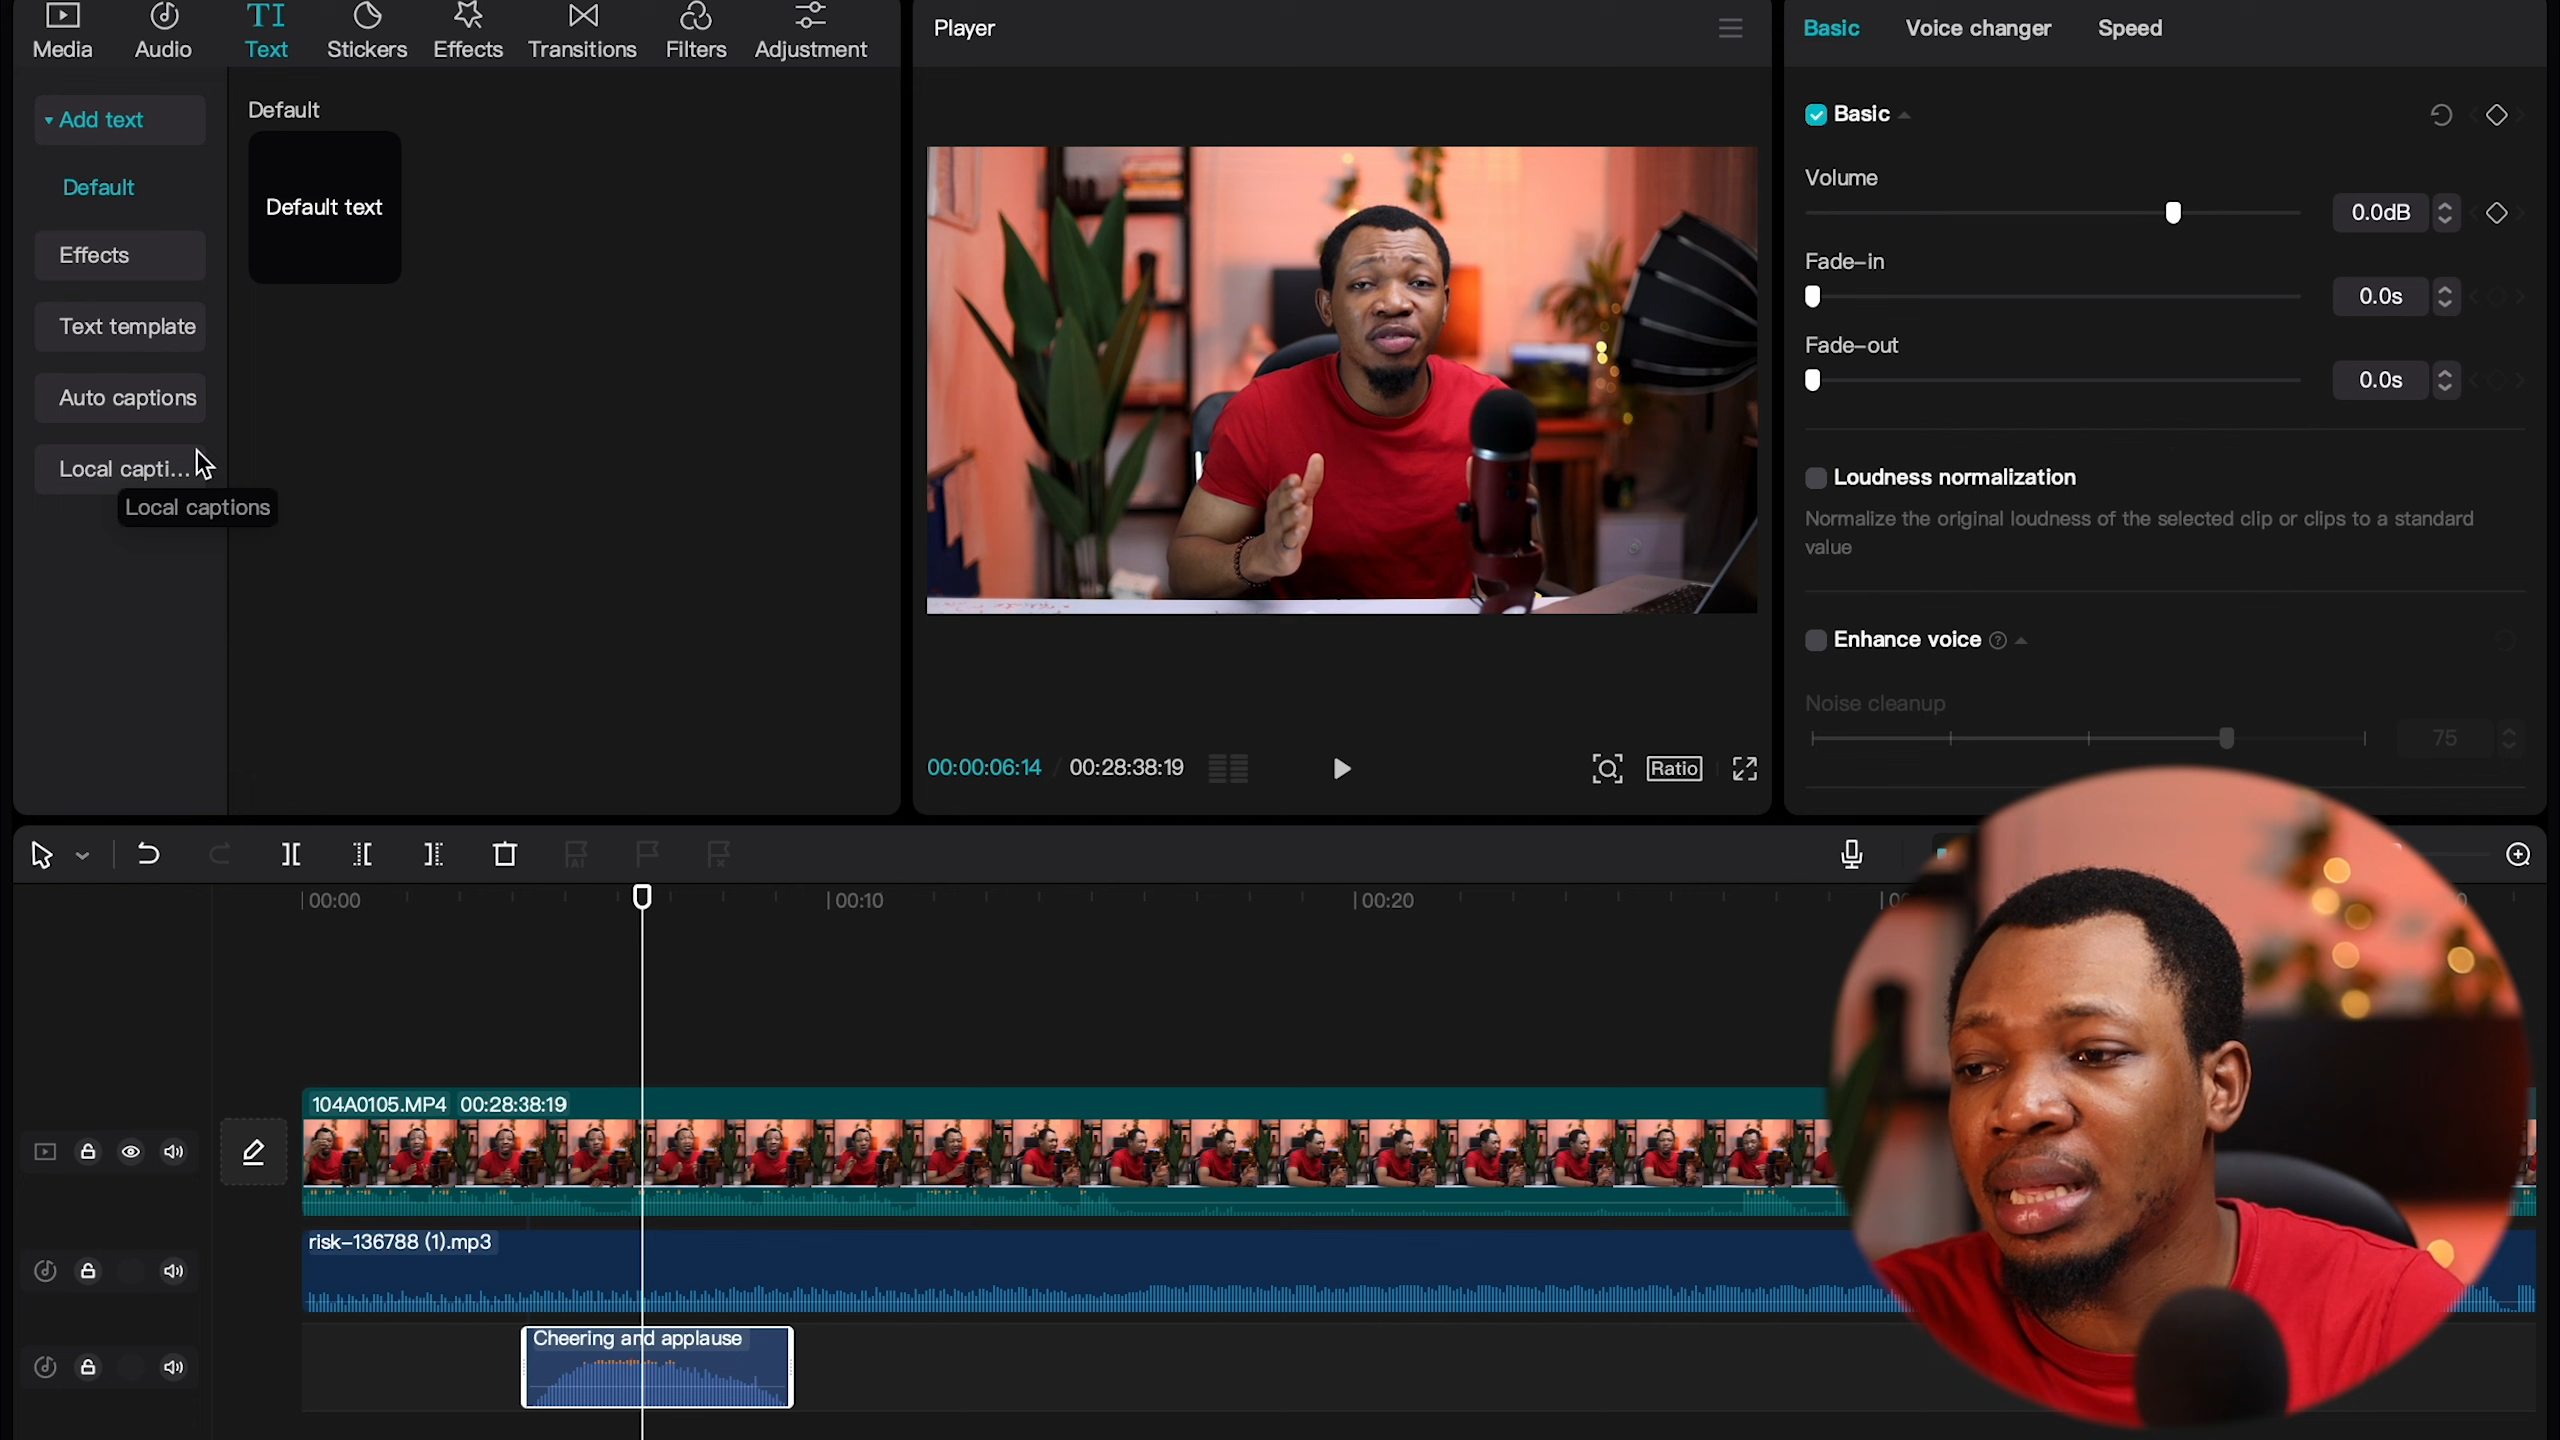 Media
Audio
TI
Text
Stickers
Effects
Transitions
Filters
Adjustment
Add text
Default
Effects
Text template
Auto captions
Local capti...
Local captions
Default
Default text
Player
00:00:06:14 / 00:28:38:19
Ratio
Basic
Voice changer
Speed
Basic
Volume
0.0dB
Fade-in
0.0s
Fade-out
0.0s
Loudness normalization
Normalize the original loudness of the selected clip or clips to a standard
value
Enhance voice ?
Noise cleanup
75
AI
00:00
00:10
00:20
104A0105.MP4 00:28:38:19
risk-136788 (1).mp3
Cheering and applause